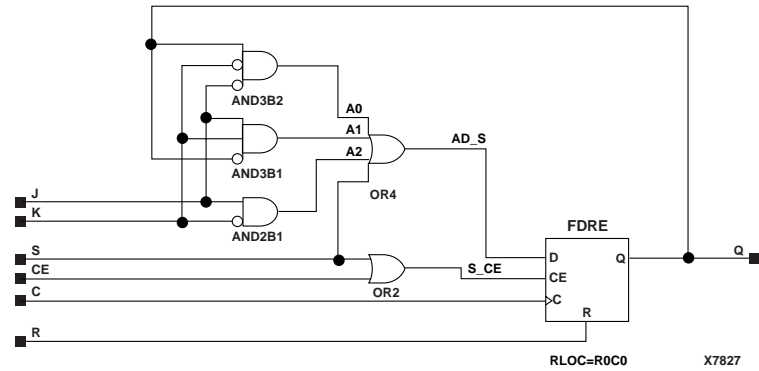 AND3B2
A0
A1
AD_S
A2
AND3B1
J
OR4
K
AND2B1
FDRE
S
D
Q
Q
CE
S_CE
CE
OR2
C
C
R
R
RLOC=R0C0
X7827